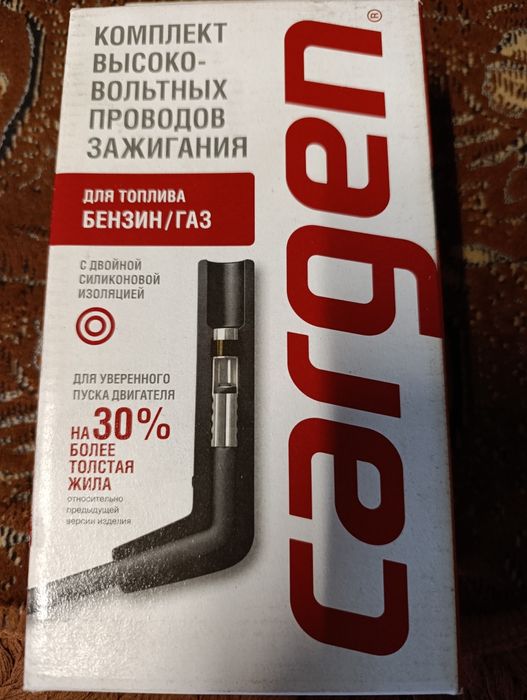 КОМПЛЕКТ
ВЫСОКО-
ВОЛЬТНЫХ
ПРОВОДОВ
ЗАЖИГАНИЯ
ДЛЯ ТОПЛИВА
БЕНЗИН/ГАЗ
С ДВОЙНОЙ
СИЛИКОНОВОЙ
ИЗОЛЯЦИЕЙ
ДЛЯ УВЕРЕННОГО
ПУСКА ДВИГАТЕЛЯ
НА 30%
БОЛЕЕ
ТОЛСТАЯ
ЖИЛА
относительно
предыдущей
версии изделия
cargen®